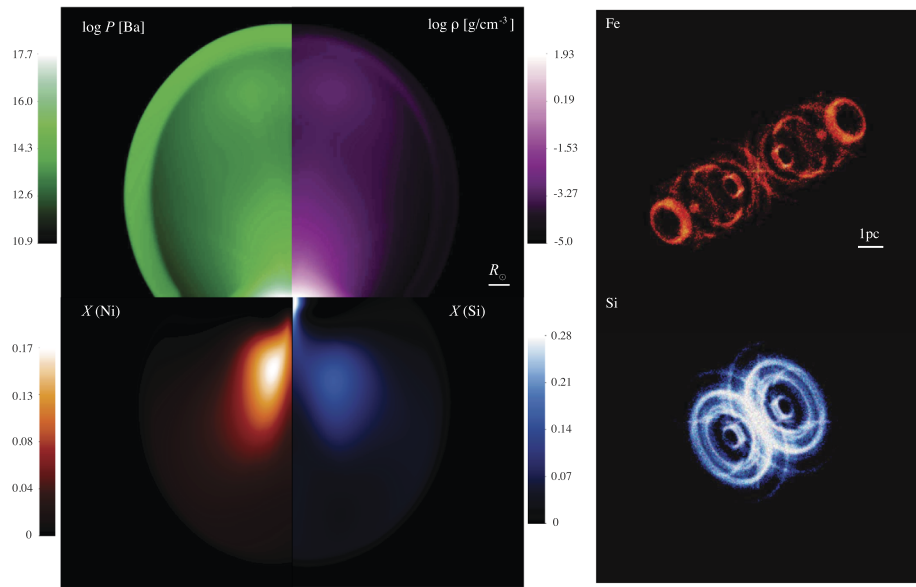 log P [Ba]
log ρ [g/cm⁻³]
17.7
16.0
14.3
12.6
10.9
1.93
0.19
-1.53
-3.27
-5.0
R☉
X (Ni)
X (Si)
0.17
0.13
0.08
0.04
0
0.28
0.21
0.14
0.07
0
Fe
1pc
Si